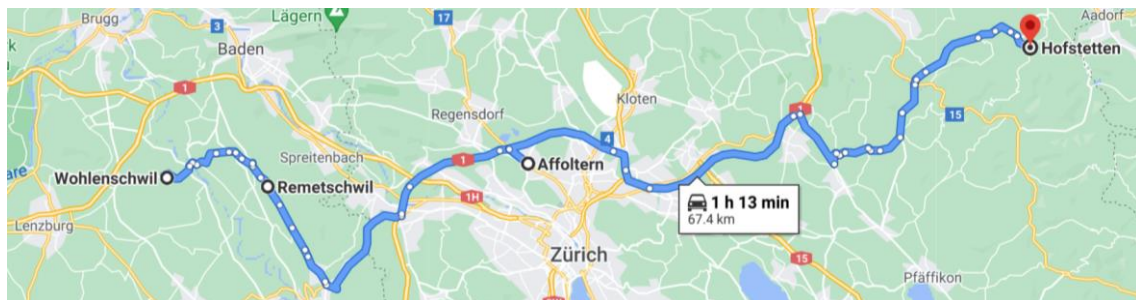 Brugg
Lägern
17
Aadorf
3
Baden
Hofstetten
1
Kloten
Regensdorf
1
15
4
Spreitenbach
1
Affoltern
Wohlenschwil
Remetschwil
1H
1 h 13 min
67.4 km
Lenzburg
Zürich
15
Pfäffikon